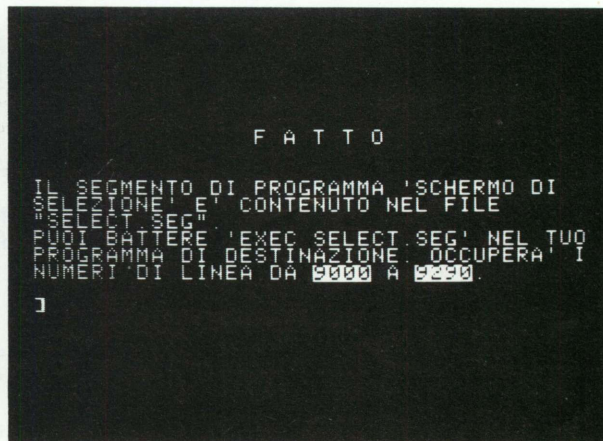 F A T T O
IL SEGMENTO DI PROGRAMMA 'SCHERMO DI
SELEZIONE' E' CONTENUTO NEL FILE
"SELECT.SEG".
PUOI BATTERE 'EXEC SELECT.SEG' NEL TUO
PROGRAMMA DI DESTINAZIONE. OCCUPERA' I
NUMERI DI LINEA DA 9000 A 9290.
]